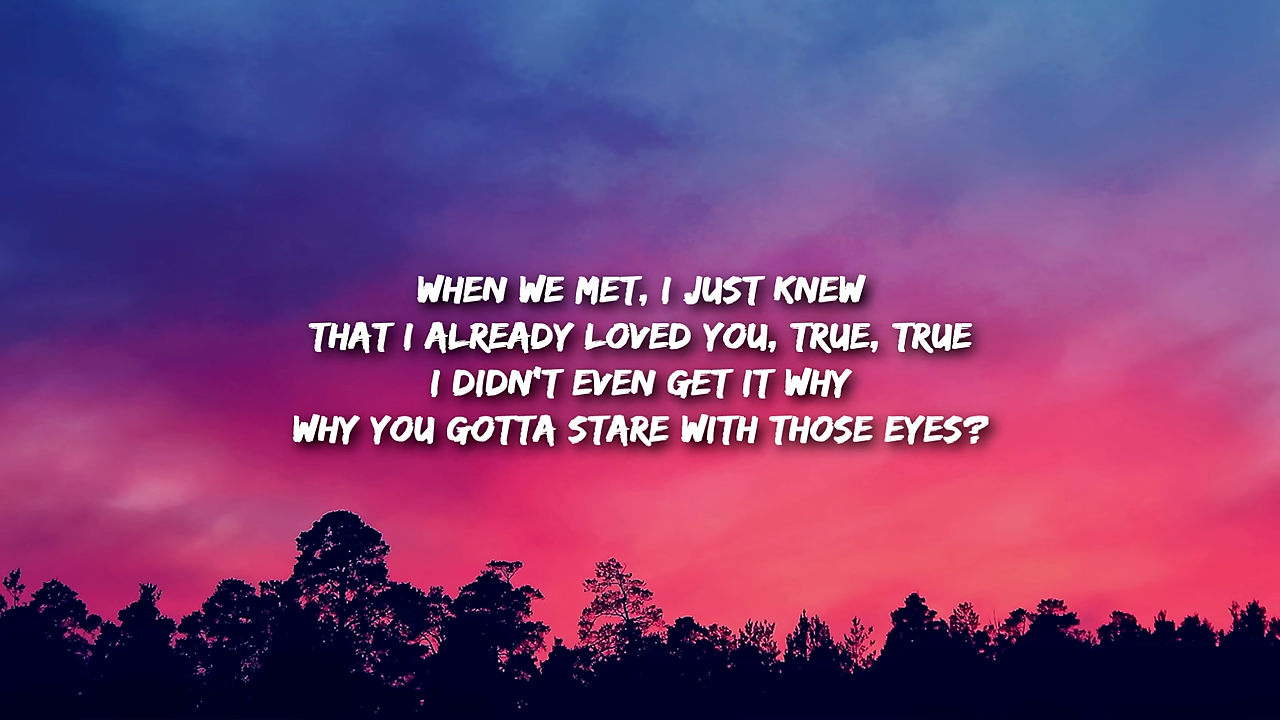 WHEN WE MET, I JUST KNEW
THAT I ALREADY LOVED YOU, TRUE, TRUE
I DIDN'T EVEN GET IT WHY
WHY YOU GOTTA STARE WITH THOSE EYES?